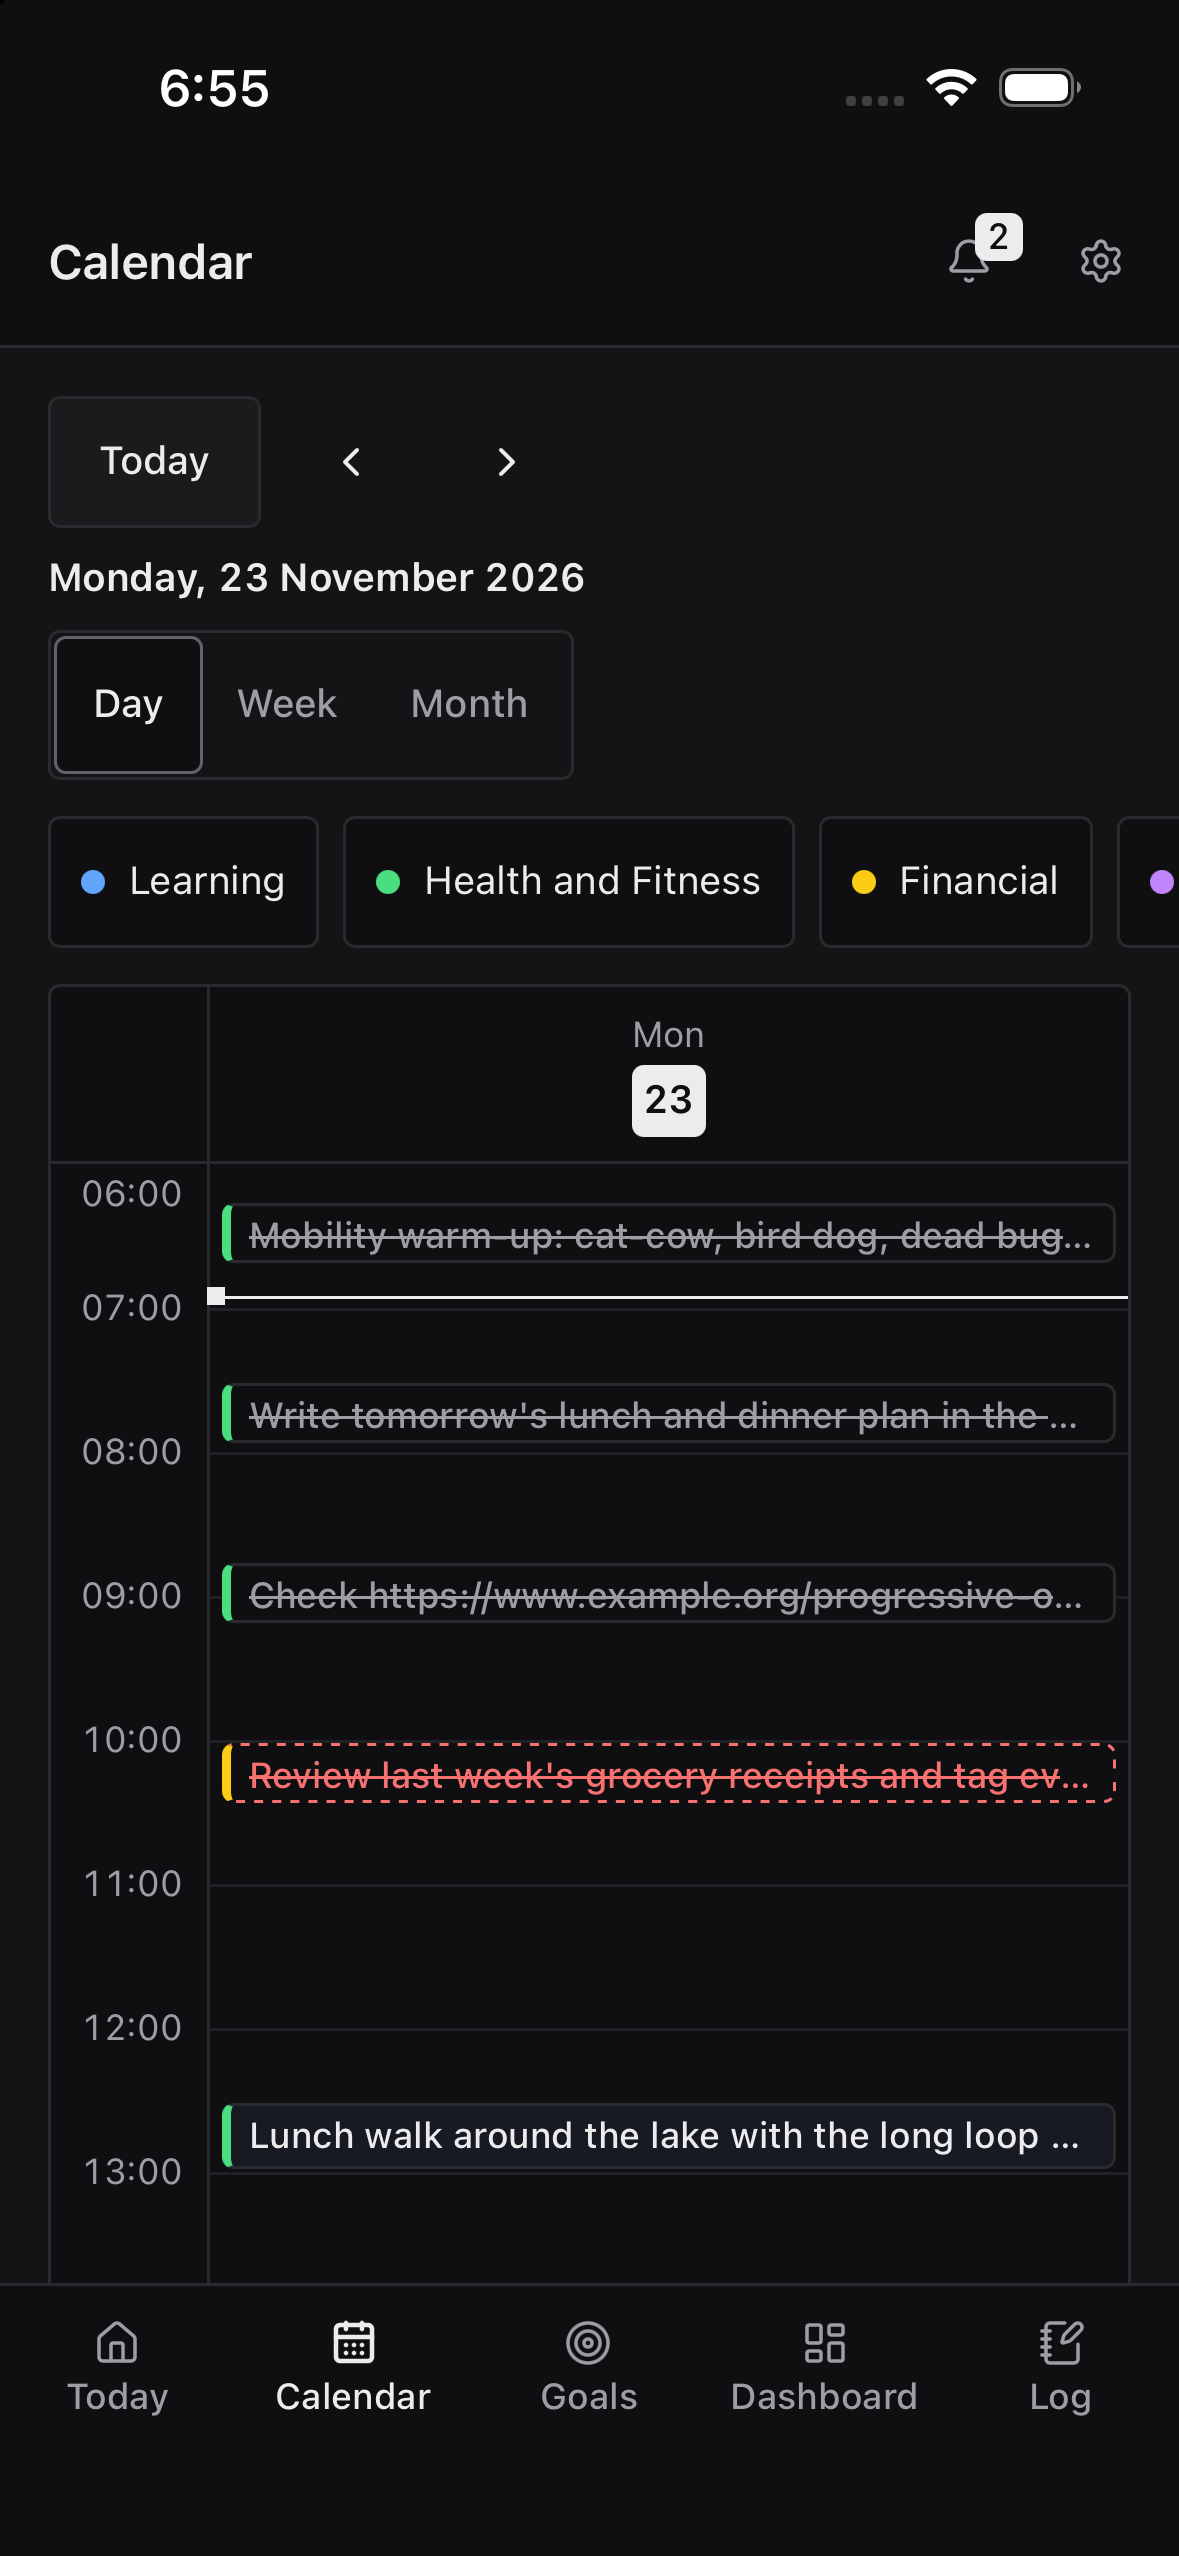 6:55
Calendar
2
Today
Monday, 23 November 2026
Day Week Month
Learning Health and Fitness Financial
Mon
23
06:00
Mobility warm-up: cat-cow, bird dog, dead bug...
07:00
Write tomorrow's lunch and dinner plan in the ...
08:00
09:00
Check https://www.example.org/progressive-o...
10:00
Review last week's grocery receipts and tag ev...
11:00
12:00
Lunch walk around the lake with the long loop ...
13:00
Today Calendar Goals Dashboard Log